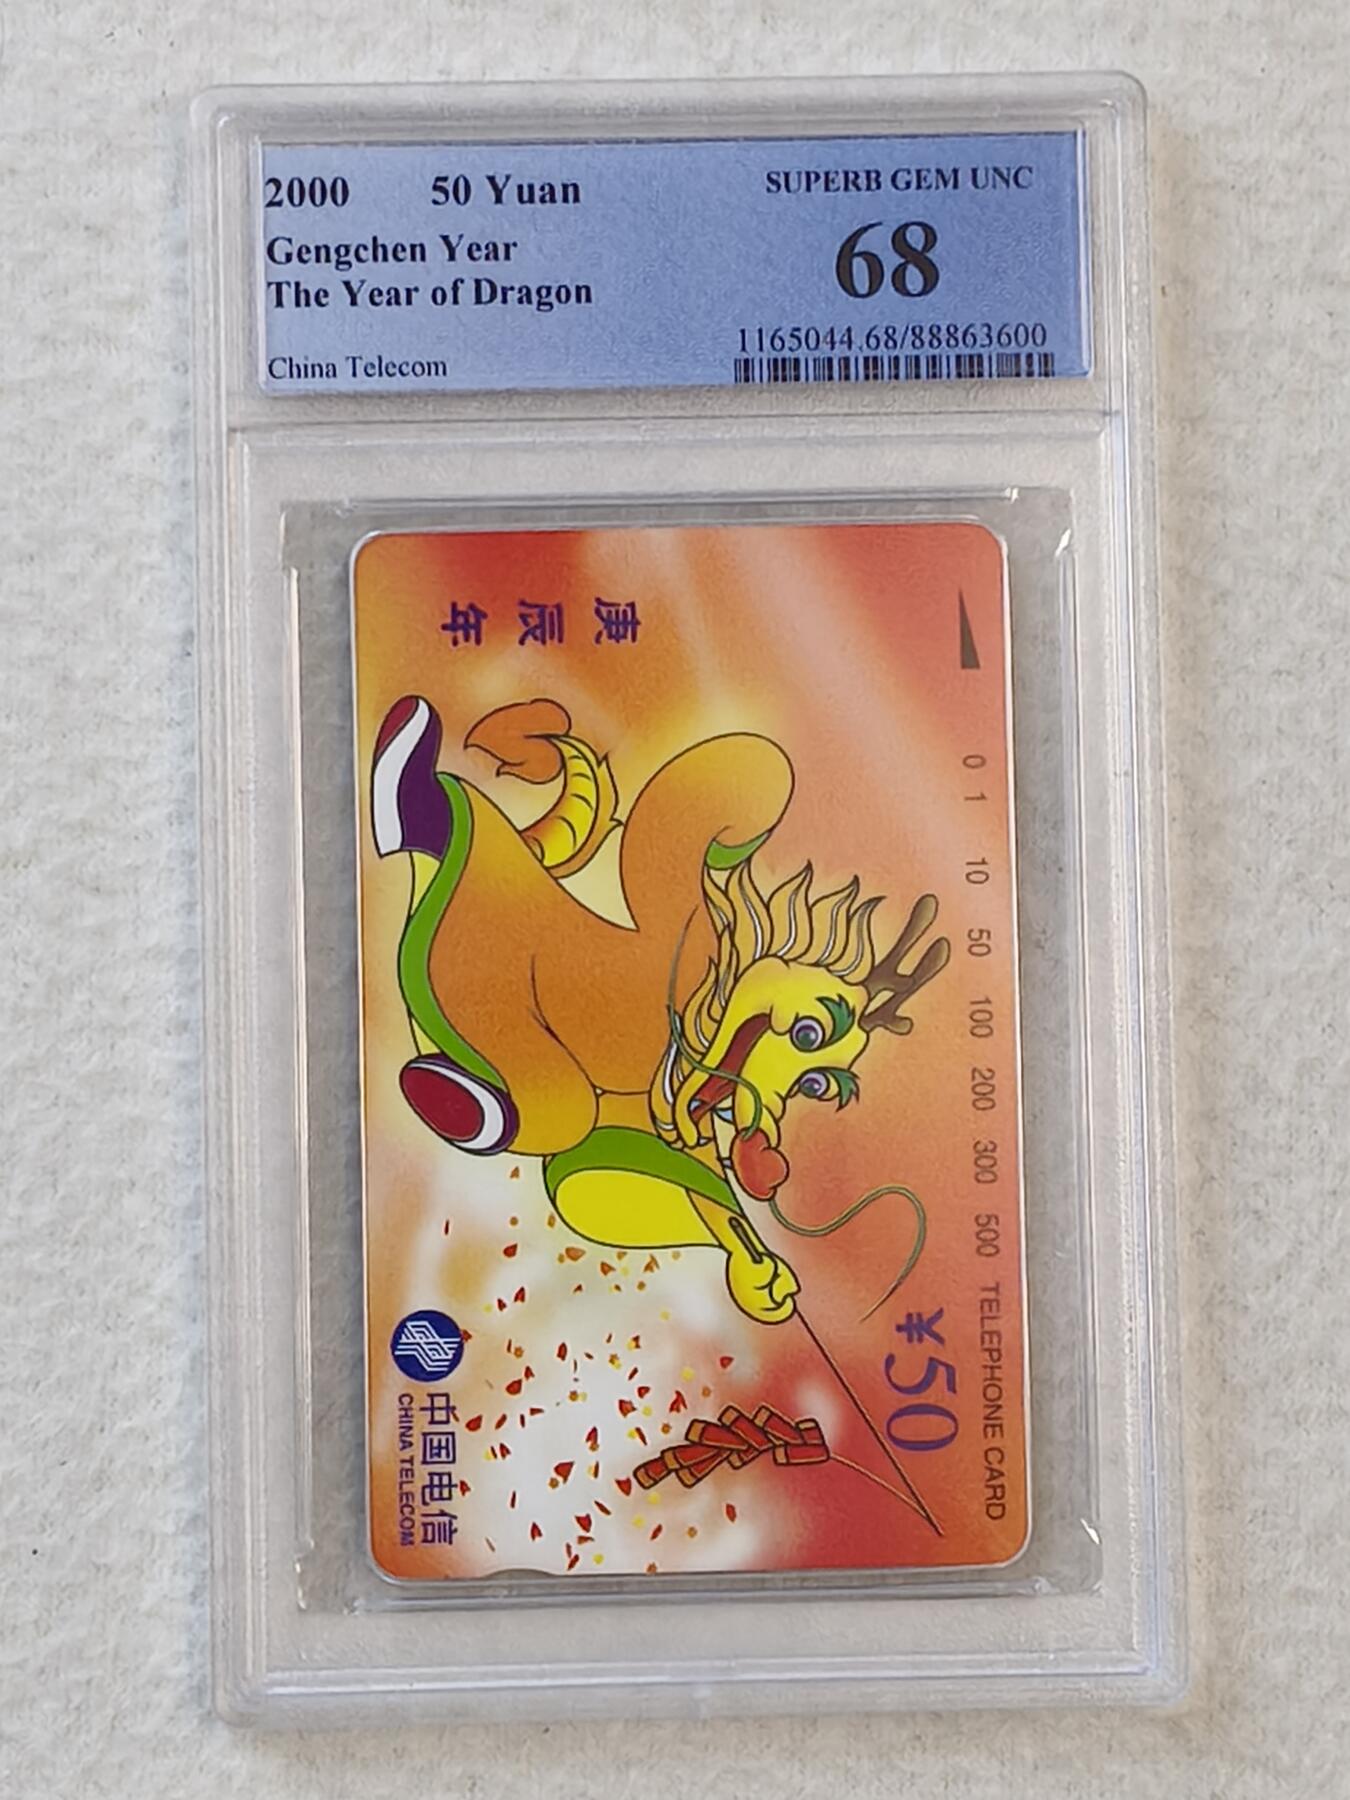 2000 50 Yuan
Gengchen Year
The Year of Dragon
China Telecom
SUPERB GEM UNC
68
1165044.68/88863600
0 1 10 50 100 200 300 500 TELEPHONE CARD
¥50
庚辰年
中国电信
CHINA TELECOM